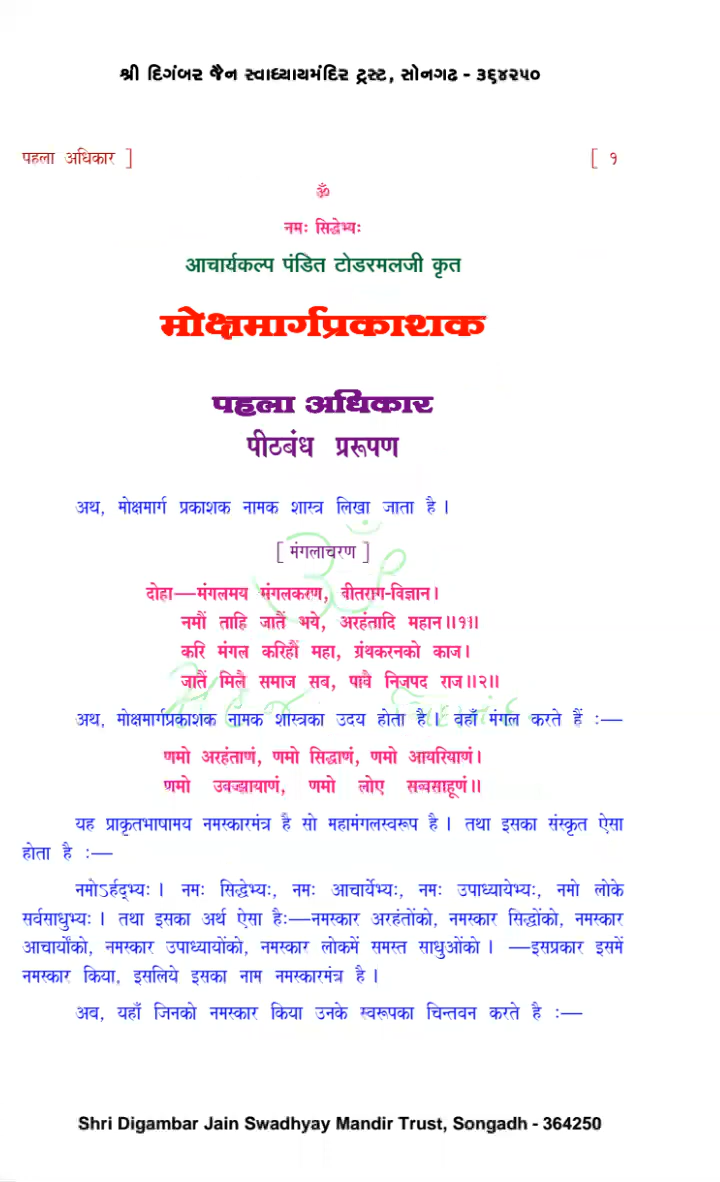 શ્રી દિગંબર જૈન સ્વાધ્યાયમંદિર ટ્રસ્ટ, સોનગઢ - ૩૬૪૨૫૦
पहला अधिकार ] [ १
ॐ
नमः सिद्धेभ्यः
आचार्यकल्प पंडित टोडरमलजी कृत
मोक्षमार्गप्रकाशक
पहला अधिकार
पीठबंध प्ररूपण
अथ, मोक्षमार्ग प्रकाशक नामक शास्त्र लिखा जाता है ।
[ मंगलाचरण ]
दोहा—मंगलमय मंगलकरण, वीतराग-विज्ञान।
नमौं ताहि जातैं भये, अरहंतादि महान॥१॥
करि मंगल करिहौं महा, ग्रंथकरनको काज।
जातैं मिलै समाज सब, पावै निजपद राज॥२॥
अथ, मोक्षमार्गप्रकाशक नामक शास्त्रका उदय होता है। वहाँ मंगल करते हैं :—
णमो अरहंताणं, णमो सिद्धाणं, णमो आयरियाणं।
णमो उवज्झायाणं, णमो लोए सव्वसाहूणं॥
यह प्राकृतभाषामय नमस्कारमंत्र है सो महामंगलस्वरूप है । तथा इसका संस्कृत ऐसा
होता है :—
नमोऽर्हद्भ्यः । नमः सिद्धेभ्यः, नमः आचार्येभ्यः, नमः उपाध्यायेभ्यः, नमो लोके
सर्वसाधुभ्यः । तथा इसका अर्थ ऐसा हैः—नमस्कार अरहंतोंको, नमस्कार सिद्धोंको, नमस्कार
आचार्योंको, नमस्कार उपाध्यायोंको, नमस्कार लोकमें समस्त साधुओंको । —इसप्रकार इसमें
नमस्कार किया, इसलिये इसका नाम नमस्कारमंत्र है ।
अब, यहाँ जिनको नमस्कार किया उनके स्वरूपका चिन्तवन करते है :—
Shri Digambar Jain Swadhyay Mandir Trust, Songadh - 364250